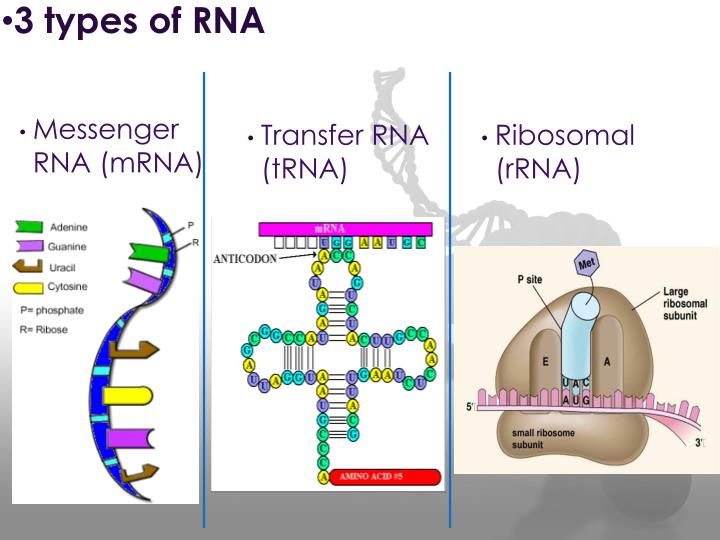 •3 types of RNA
• Messenger
RNA (mRNA)
• Transfer RNA
(tRNA)
• Ribosomal
(rRNA)
Adenine
Guanine
Uracil
Cytosine
P= phosphate
R= Ribose
P
R
mRNA
U G G A A U G C
ANTICODON
A C C
AMINO ACID #5
Met
P site
Large
ribosomal
subunit
E
A
U A C
A U G
5'
3'
small ribosome
subunit